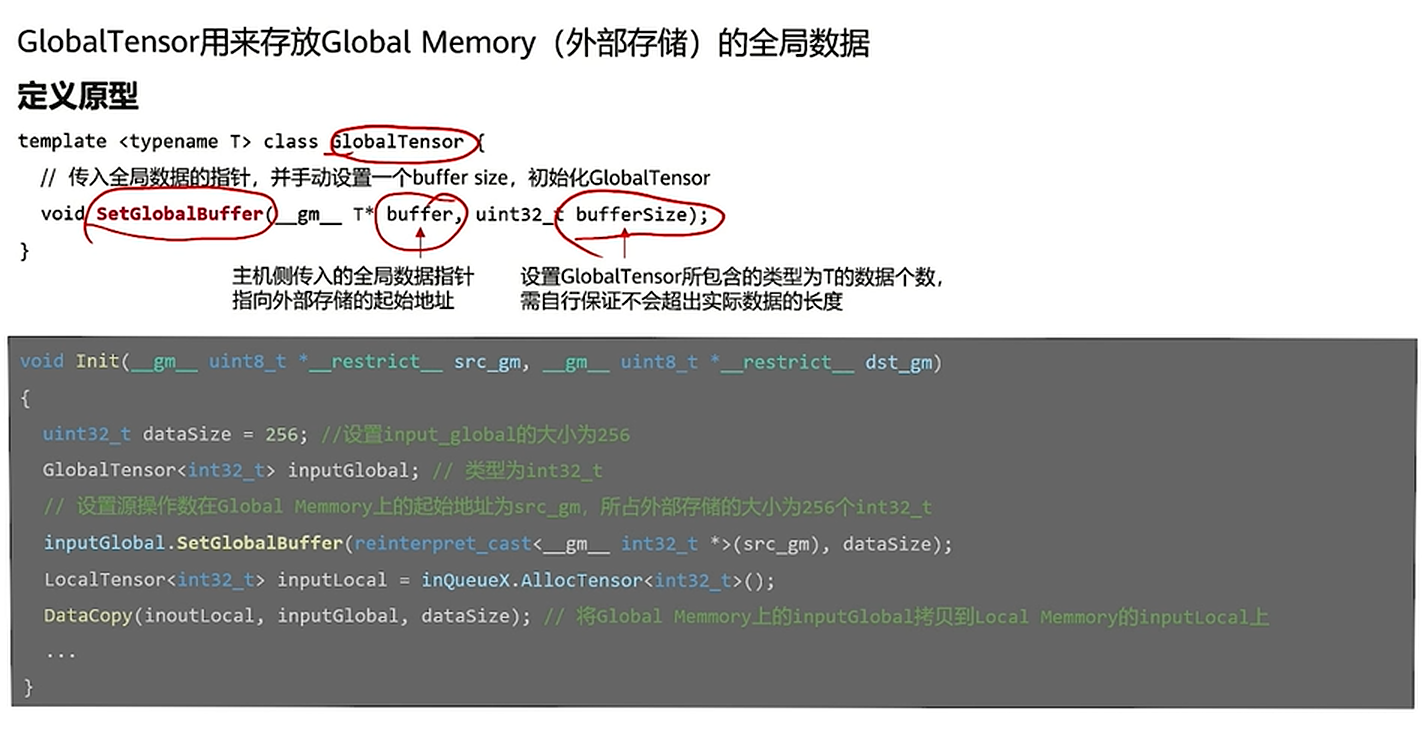 GlobalTensor用来存放Global Memory（外部存储）的全局数据
定义原型
template <typename T> class GlobalTensor {
// 传入全局数据的指针，并手动设置一个buffer size，初始化GlobalTensor
void SetGlobalBuffer(__gm__ T* buffer, uint32_t bufferSize);
}
主机侧传入的全局数据指针
指向外部存储的起始地址
设置GlobalTensor所包含的类型为T的数据个数，
需自行保证不会超出实际数据的长度
void Init(__gm__ uint8_t *__restrict__ src_gm, __gm__ uint8_t *__restrict__ dst_gm)
{
uint32_t dataSize = 256; //设置input_global的大小为256
GlobalTensor<int32_t> inputGlobal; // 类型为int32_t
// 设置源操作数在Global Memmory上的起始地址为src_gm，所占外部存储的大小为256个int32_t
inputGlobal.SetGlobalBuffer(reinterpret_cast<__gm__ int32_t *>(src_gm), dataSize);
LocalTensor<int32_t> inputLocal = inQueueX.AllocTensor<int32_t>();
DataCopy(inoutLocal, inputGlobal, dataSize); // 将Global Memmory上的inputGlobal拷贝到Local Memmory的inputLocal上
...
}